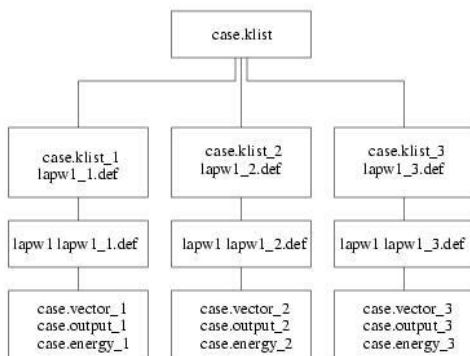 case.klist
case.klist_1
lapw1_1.def
case.klist_2
lapw1_2.def
case.klist_3
lapw1_3.def
lapw1 lapw1_1.def
lapw1 lapw1_2.def
lapw1 lapw1_3.def
case.vector_1
case.output_1
case.energy_1
case.vector_2
case.output_2
case.energy_2
case.vector_3
case.output_3
case.energy_3